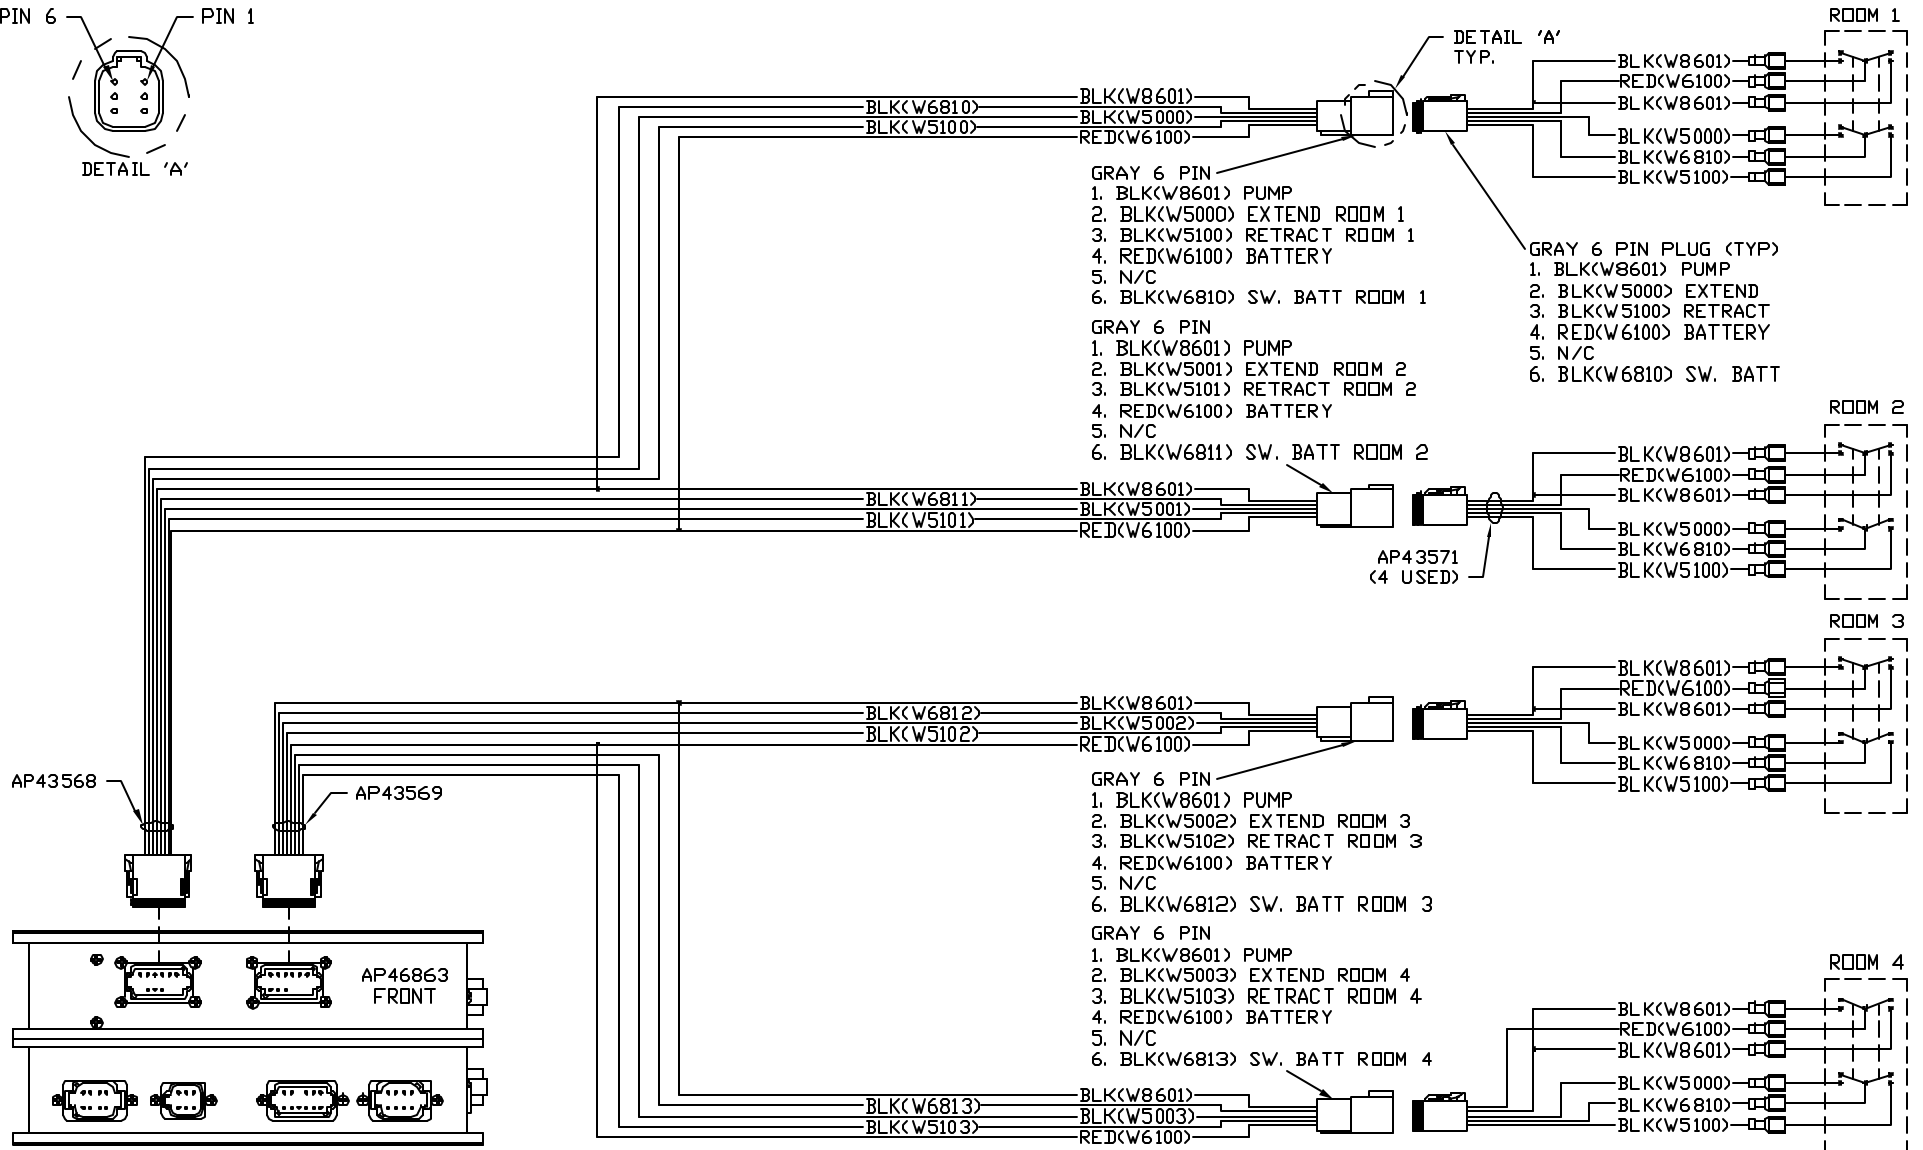 PIN 6
PIN 1
DETAIL 'A'
DETAIL 'A'
TYP.
BLK(W8601)
BLK(W6810)
BLK(W5000)
BLK(W5100)
RED(W6100)
ROOM 1
BLK(W8601)
RED(W6100)
BLK(W8601)
BLK(W5000)
BLK(W6810)
BLK(W5100)
GRAY 6 PIN
1. BLK(W8601) PUMP
2. BLK(W5000) EXTEND ROOM 1
3. BLK(W5100) RETRACT ROOM 1
4. RED(W6100) BATTERY
5. N/C
6. BLK(W6810) SW. BATT ROOM 1
GRAY 6 PIN PLUG (TYP)
1. BLK(W8601) PUMP
2. BLK(W5000) EXTEND
3. BLK(W5100) RETRACT
4. RED(W6100) BATTERY
5. N/C
6. BLK(W6810) SW. BATT
GRAY 6 PIN
1. BLK(W8601) PUMP
2. BLK(W5001) EXTEND ROOM 2
3. BLK(W5101) RETRACT ROOM 2
4. RED(W6100) BATTERY
5. N/C
6. BLK(W6811) SW. BATT ROOM 2
BLK(W8601)
BLK(W6811)
BLK(W5001)
BLK(W5101)
RED(W6100)
AP43571
(4 USED)
ROOM 2
BLK(W8601)
RED(W6100)
BLK(W8601)
BLK(W5000)
BLK(W6810)
BLK(W5100)
BLK(W8601)
BLK(W6812)
BLK(W5002)
BLK(W5102)
RED(W6100)
ROOM 3
BLK(W8601)
RED(W6100)
BLK(W8601)
BLK(W5000)
BLK(W6810)
BLK(W5100)
AP43568
AP43569
GRAY 6 PIN
1. BLK(W8601) PUMP
2. BLK(W5002) EXTEND ROOM 3
3. BLK(W5102) RETRACT ROOM 3
4. RED(W6100) BATTERY
5. N/C
6. BLK(W6812) SW. BATT ROOM 3
GRAY 6 PIN
1. BLK(W8601) PUMP
2. BLK(W5003) EXTEND ROOM 4
3. BLK(W5103) RETRACT ROOM 4
4. RED(W6100) BATTERY
5. N/C
6. BLK(W6813) SW. BATT ROOM 4
AP46863
FRONT
BLK(W8601)
BLK(W6813)
BLK(W5003)
BLK(W5103)
RED(W6100)
ROOM 4
BLK(W8601)
RED(W6100)
BLK(W8601)
BLK(W5000)
BLK(W6810)
BLK(W5100)